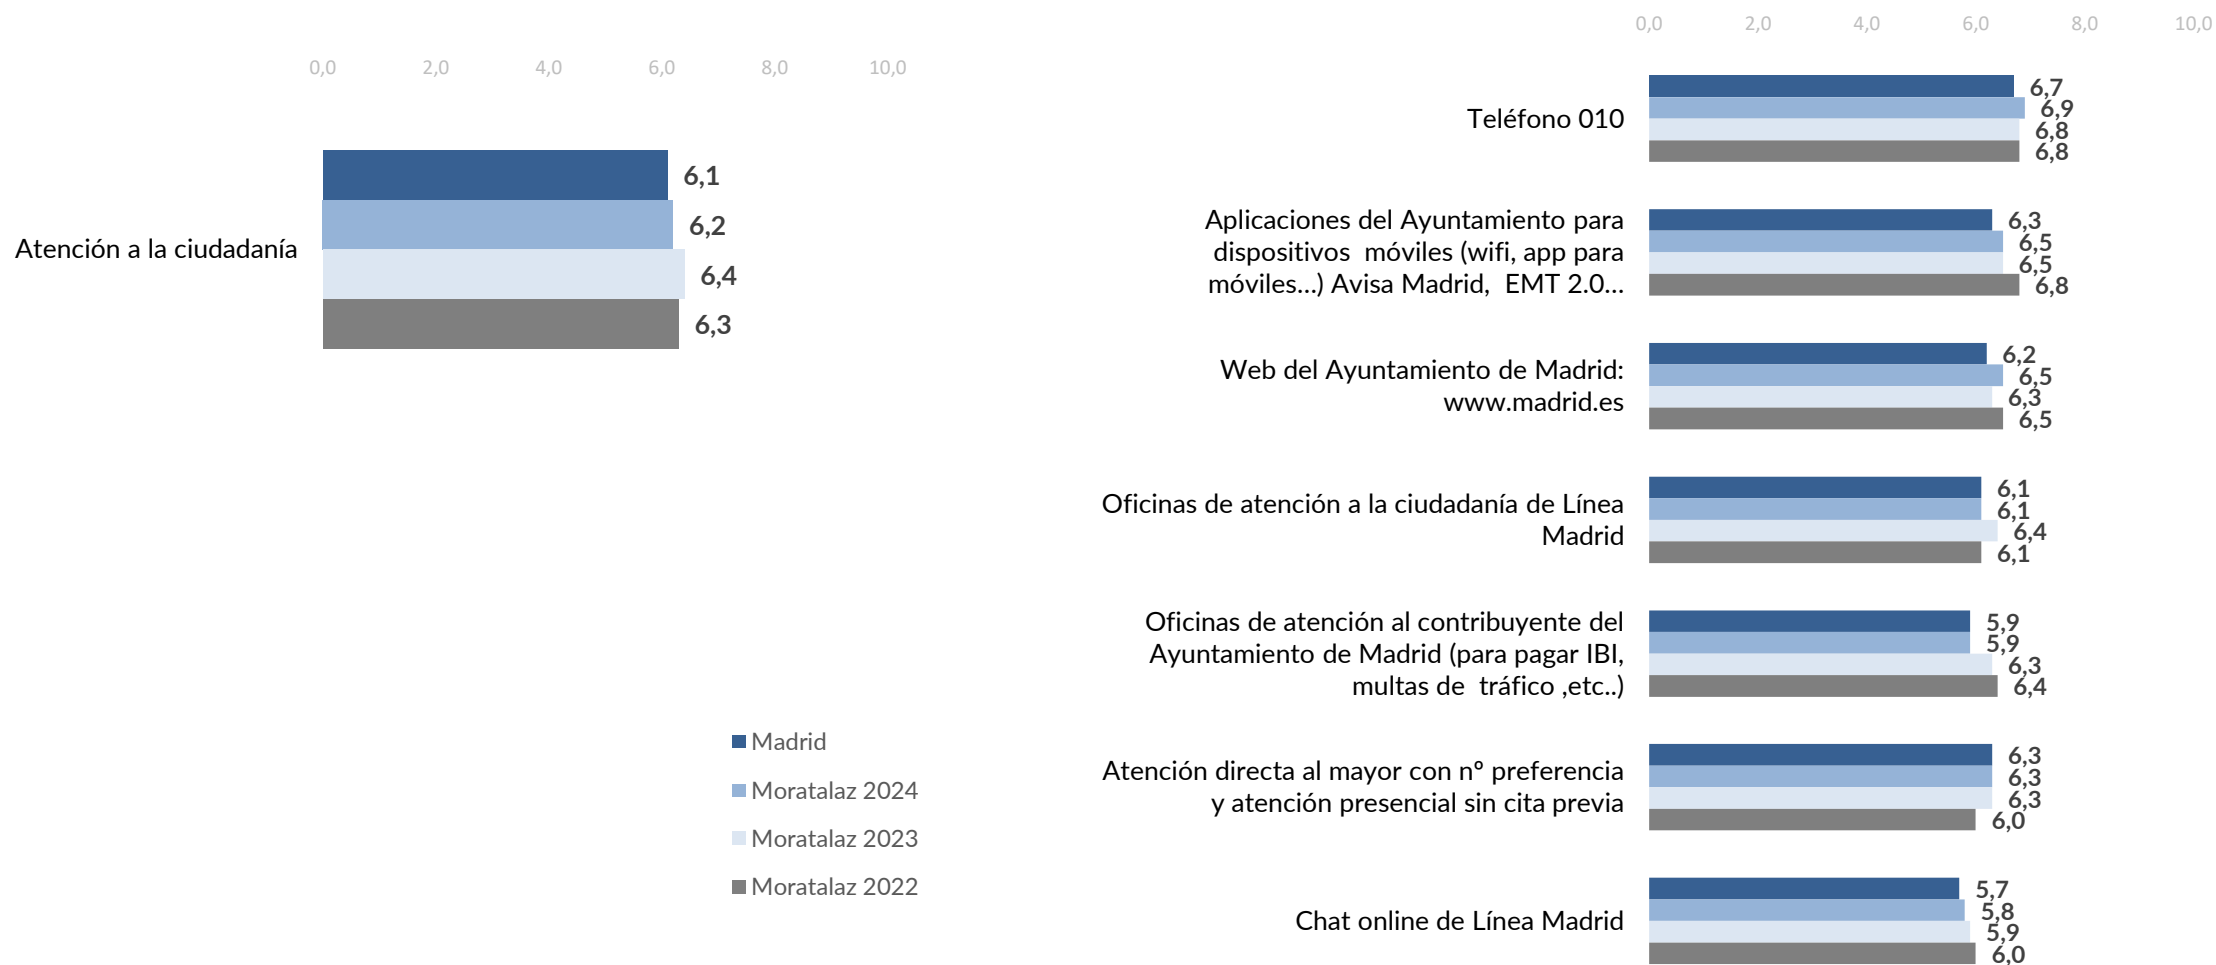 0,0 2,0 4,0 6,0 8,0 10,0
Atención a la ciudadanía
6,1
6,2
6,4
6,3
Madrid
Moratalaz 2024
Moratalaz 2023
Moratalaz 2022
0,0 2,0 4,0 6,0 8,0 10,0
Teléfono 010
6,7
6,9
6,8
6,8
Aplicaciones del Ayuntamiento para
dispositivos  móviles (wifi, app para
móviles...) Avisa Madrid,  EMT 2.0...
6,3
6,5
6,5
6,8
Web del Ayuntamiento de Madrid:
www.madrid.es
6,2
6,5
6,3
6,5
Oficinas de atención a la ciudadanía de Línea
Madrid
6,1
6,1
6,4
6,1
Oficinas de atención al contribuyente del
Ayuntamiento de Madrid (para pagar IBI,
multas de  tráfico ,etc..)
5,9
5,9
6,3
6,4
Atención directa al mayor con nº preferencia
y atención presencial sin cita previa
6,3
6,3
6,3
6,0
Chat online de Línea Madrid
5,7
5,8
5,9
6,0